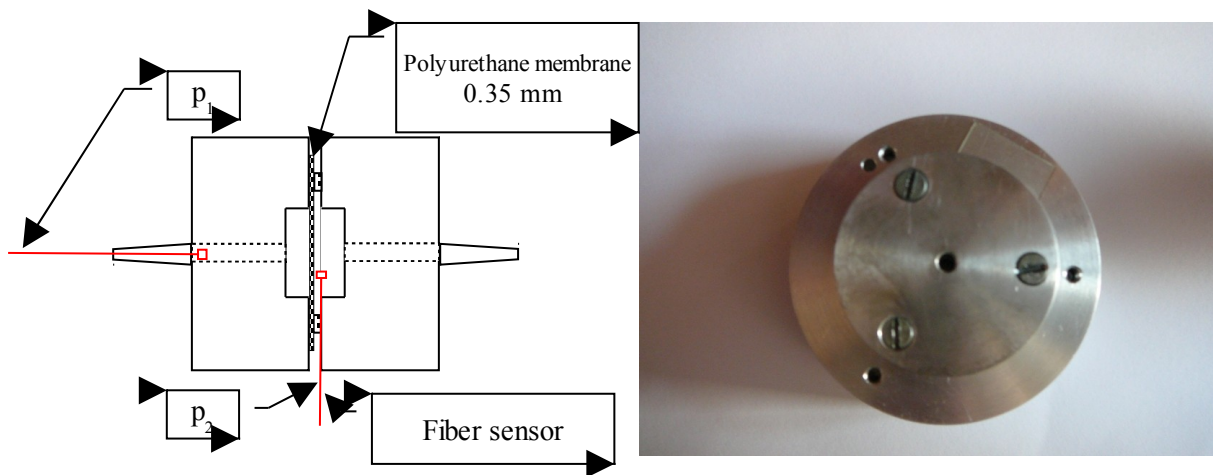 Polyurethane membrane
0.35 mm
p₁
p₂
Fiber sensor